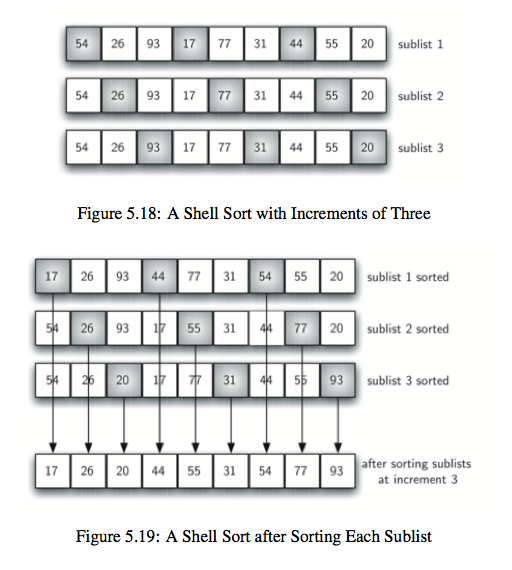 54 26 93 17 77 31 44 55 20 sublist 1
54 26 93 17 77 31 44 55 20 sublist 2
54 26 93 17 77 31 44 55 20 sublist 3
Figure 5.18: A Shell Sort with Increments of Three
17 26 93 44 77 31 54 55 20 sublist 1 sorted
54 26 93 17 55 31 44 77 20 sublist 2 sorted
54 26 20 17 77 31 44 55 93 sublist 3 sorted
17 26 20 44 55 31 54 77 93 after sorting sublists
at increment 3
Figure 5.19: A Shell Sort after Sorting Each Sublist